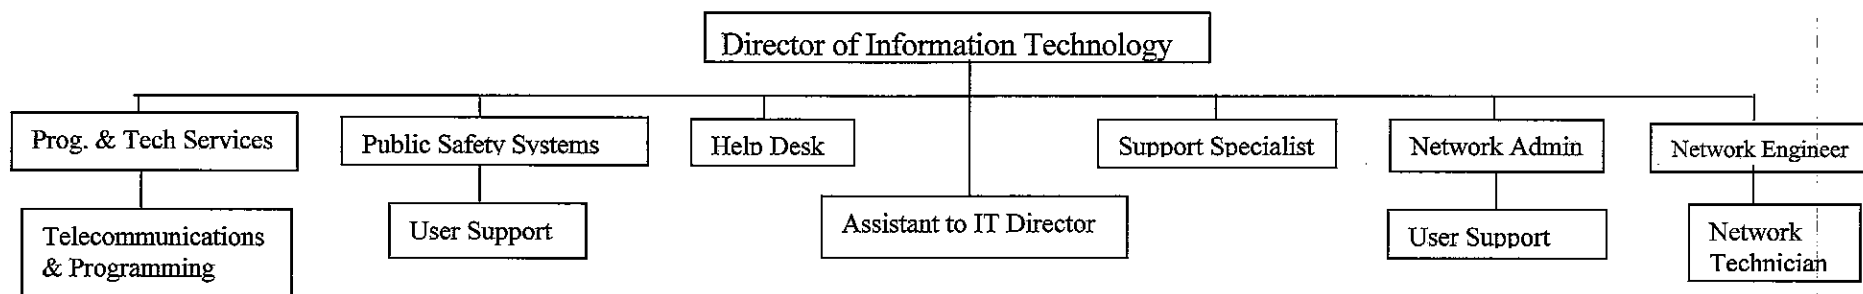 Director of Information Technology
Prog. & Tech Services
Public Safety Systems
Help Desk
Support Specialist
Network Admin
Network Engineer
Telecommunications
& Programming
User Support
Assistant to IT Director
User Support
Network
Technician